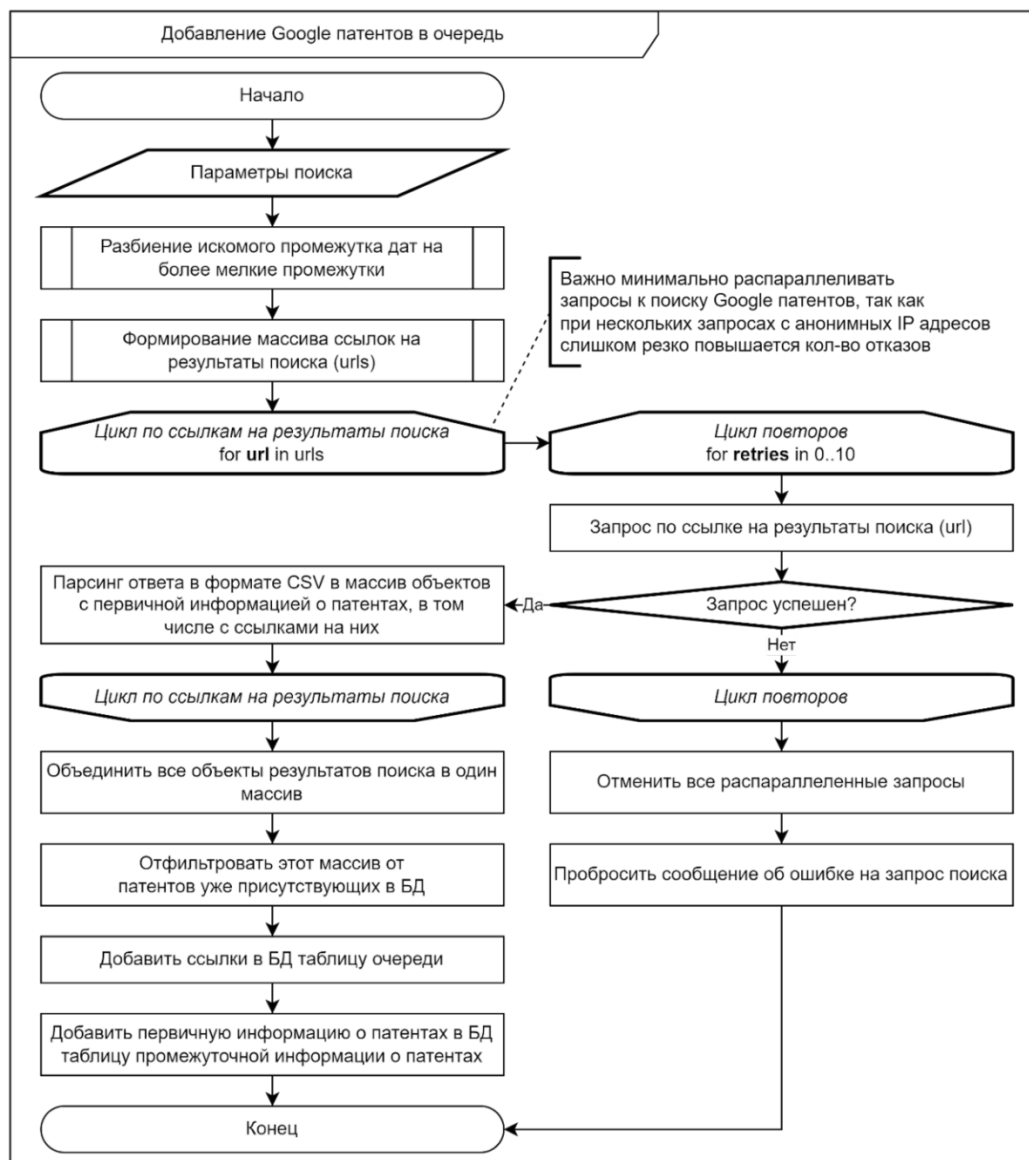 Добавление Google патентов в очередь
Начало
Параметры поиска
Разбиение искомого промежутка дат на
более мелкие промежутки
Формирование массива ссылок на
результаты поиска (urls)
Важно минимально распараллеливать
запросы к поиску Google патентов, так как
при нескольких запросах с анонимных IP адресов
слишком резко повышается кол-во отказов
Цикл по ссылкам на результаты поиска
for url in urls
Цикл повторов
for retries in 0..10
Запрос по ссылке на результаты поиска (url)
Запрос успешен?
Да
Нет
Парсинг ответа в формате CSV в массив объектов
с первичной информацией о патентах, в том
числе с ссылками на них
Цикл по ссылкам на результаты поиска
Цикл повторов
Объединить все объекты результатов поиска в один
массив
Отменить все распараллеленные запросы
Отфильтровать этот массив от
патентов уже присутствующих в БД
Пробросить сообщение об ошибке на запрос поиска
Добавить ссылки в БД таблицу очереди
Добавить первичную информацию о патентах в БД
таблицу промежуточной информации о патентах
Конец